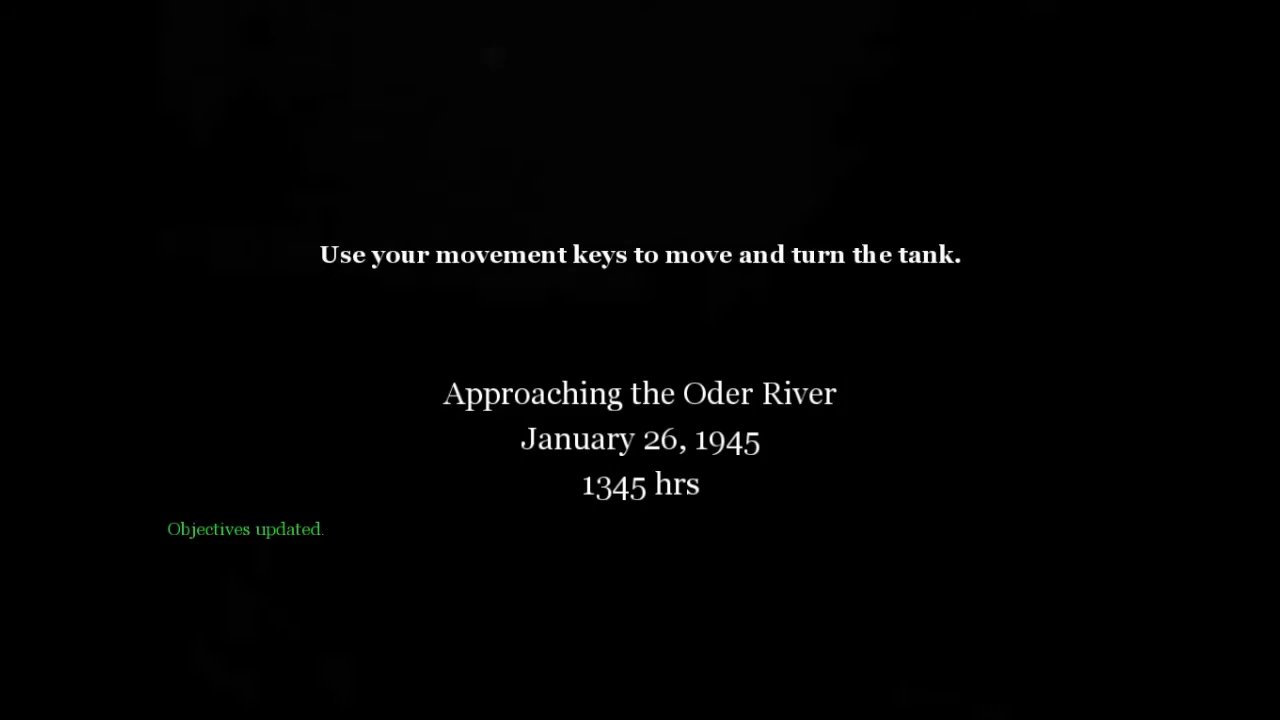 Use your movement keys to move and turn the tank.
Approaching the Oder River
January 26, 1945
1345 hrs
Objectives updated.